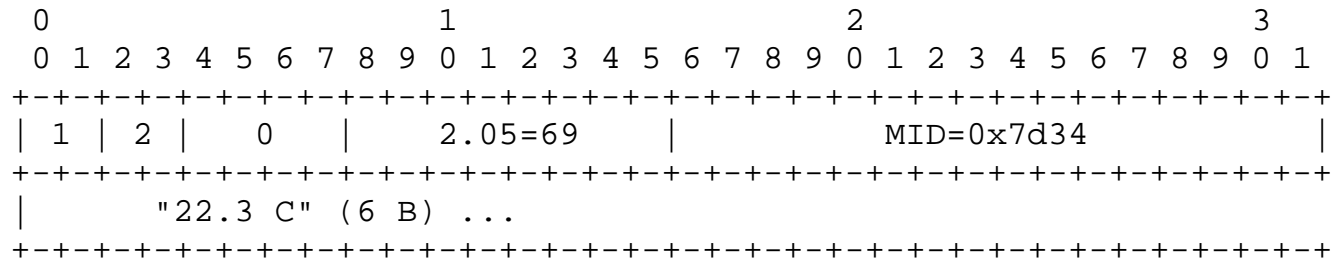 0                   1                   2                   3
 0 1 2 3 4 5 6 7 8 9 0 1 2 3 4 5 6 7 8 9 0 1 2 3 4 5 6 7 8 9 0 1
+-+-+-+-+-+-+-+-+-+-+-+-+-+-+-+-+-+-+-+-+-+-+-+-+-+-+-+-+-+-+-+-+
| 1 | 2 |   0   |    2.05=69    |          MID=0x7d34           |
+-+-+-+-+-+-+-+-+-+-+-+-+-+-+-+-+-+-+-+-+-+-+-+-+-+-+-+-+-+-+-+-+
|      "22.3 C" (6 B) ...
+-+-+-+-+-+-+-+-+-+-+-+-+-+-+-+-+-+-+-+-+-+-+-+-+-+-+-+-+-+-+-+-+